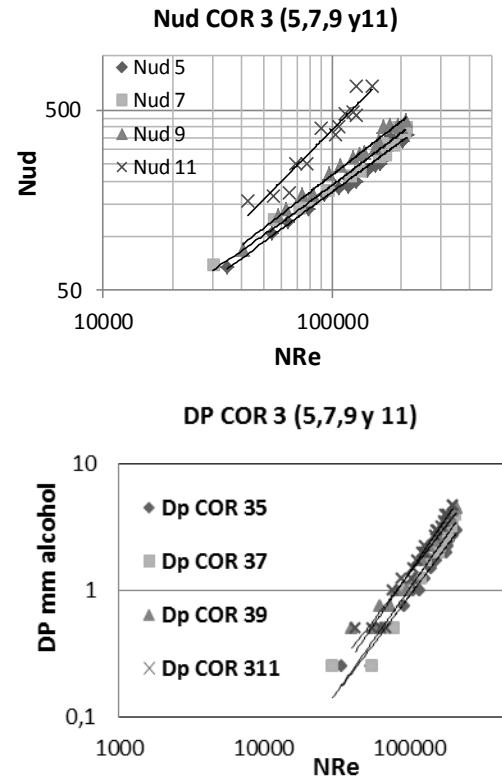 Nud COR 3 (5,7,9 y11)
Nud
500
50
Nud 5
Nud 7
Nud 9
Nud 11
10000
100000
NRe
DP COR 3 (5,7,9 y 11)
DP mm alcohol
10
1
0,1
Dp COR 35
Dp COR 37
Dp COR 39
Dp COR 311
1000
10000
100000
NRe